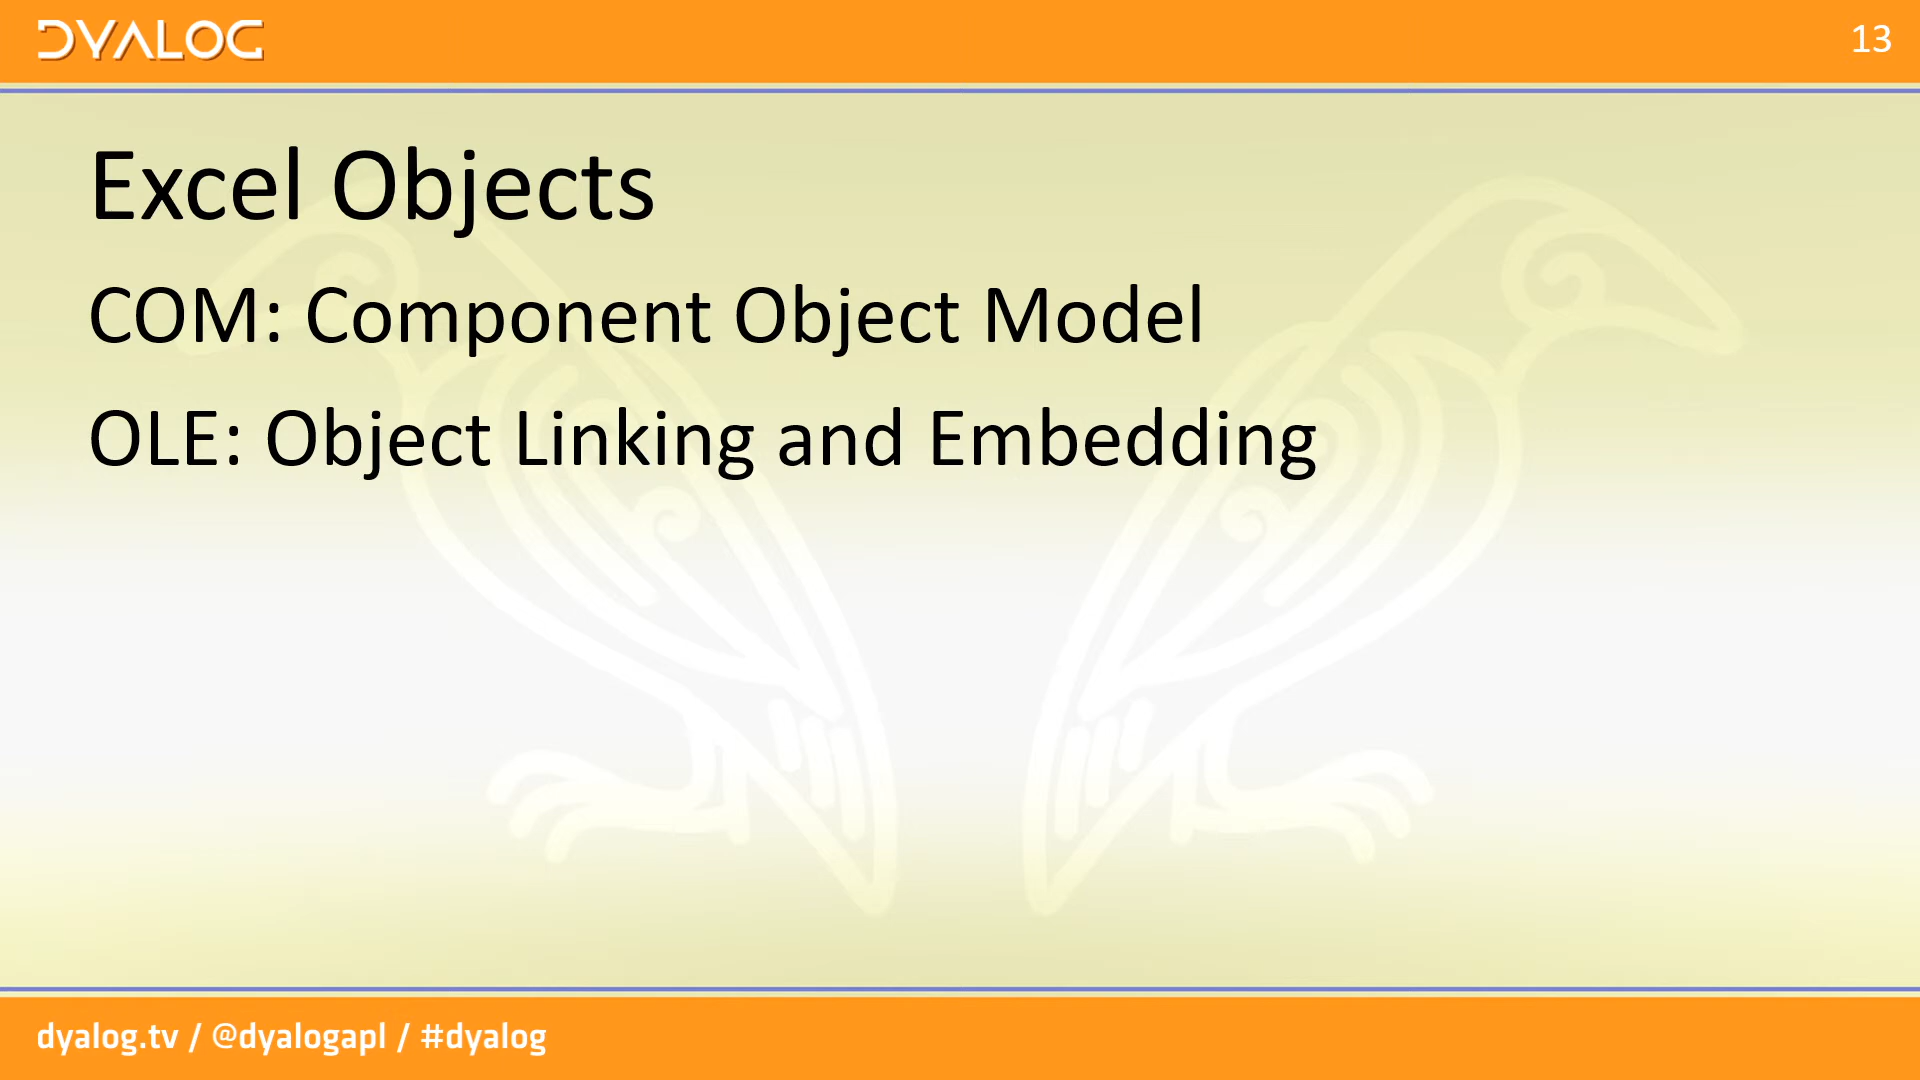 DYALOG
13
Excel Objects
COM: Component Object Model
OLE: Object Linking and Embedding
dyalog.tv / @dyalogapl / #dyalog